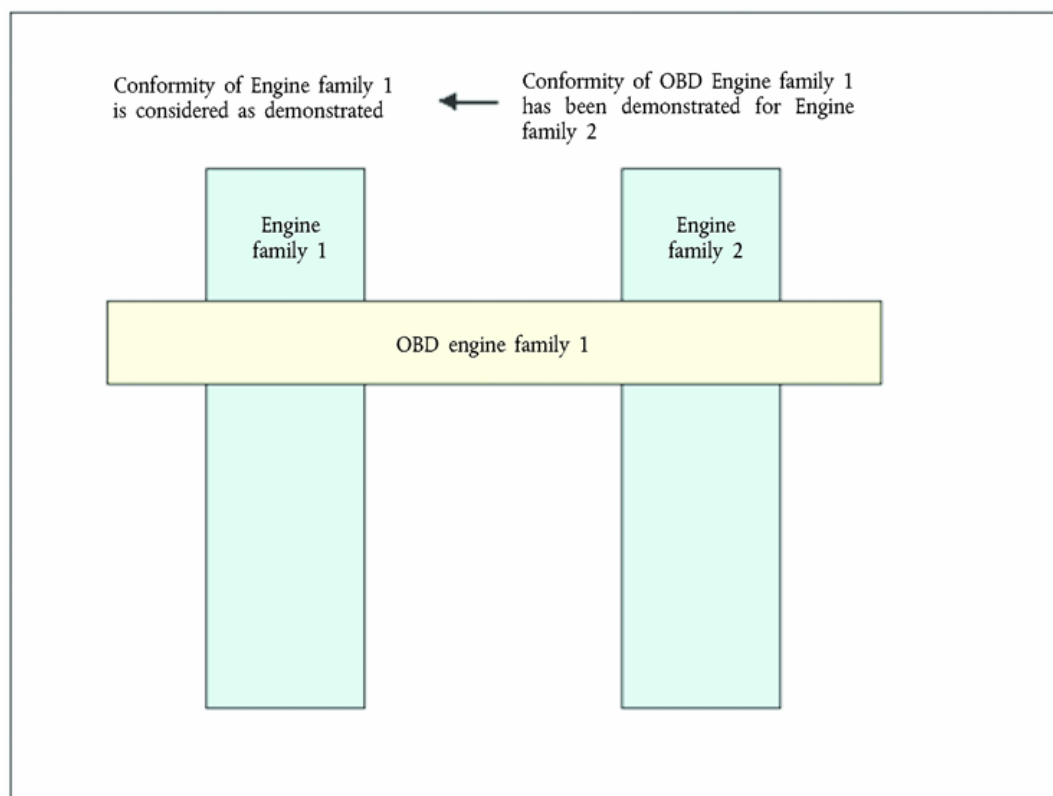 Conformity of Engine family 1
is considered as demonstrated
Conformity of OBD Engine family 1
has been demonstrated for Engine
family 2
Engine
family 1
Engine
family 2
OBD engine family 1